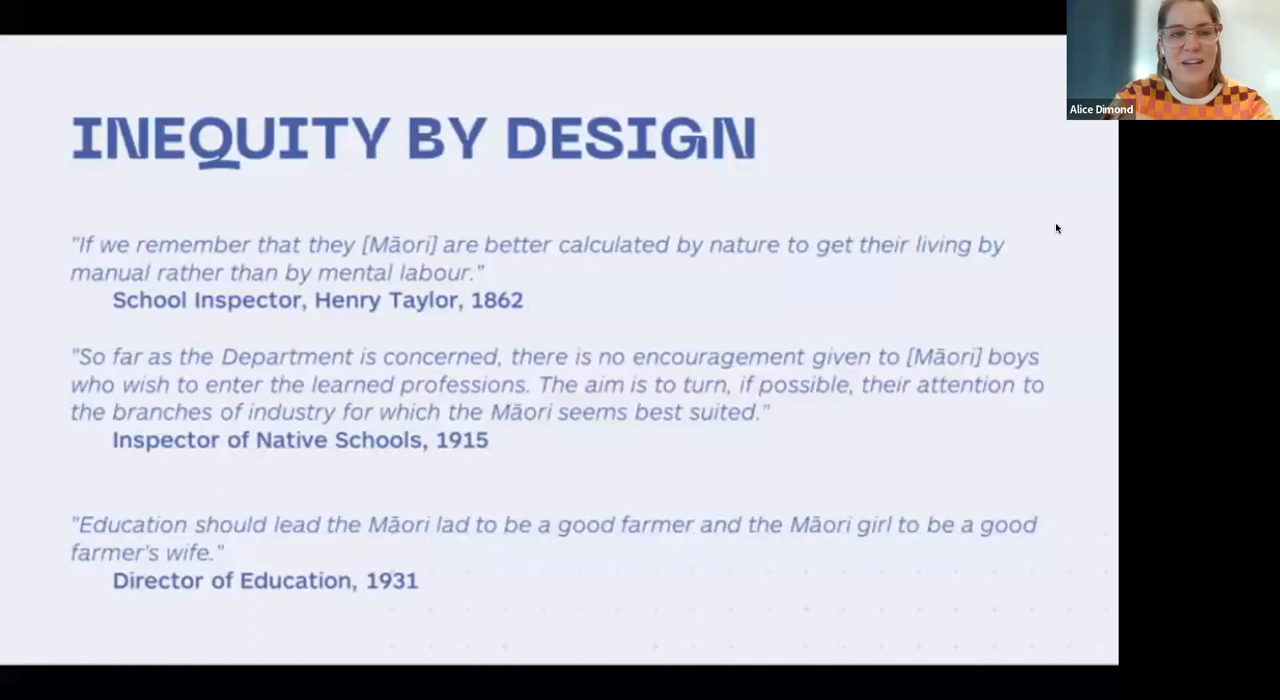 Alice Dimond
INEQUITY BY DESIGN
"If we remember that they [Māori] are better calculated by nature to get their living by
manual rather than by mental labour."
School Inspector, Henry Taylor, 1862
"So far as the Department is concerned, there is no encouragement given to [Māori] boys
who wish to enter the learned professions. The aim is to turn, if possible, their attention to
the branches of industry for which the Māori seems best suited."
Inspector of Native Schools, 1915
"Education should lead the Māori lad to be a good farmer and the Māori girl to be a good
farmer's wife."
Director of Education, 1931